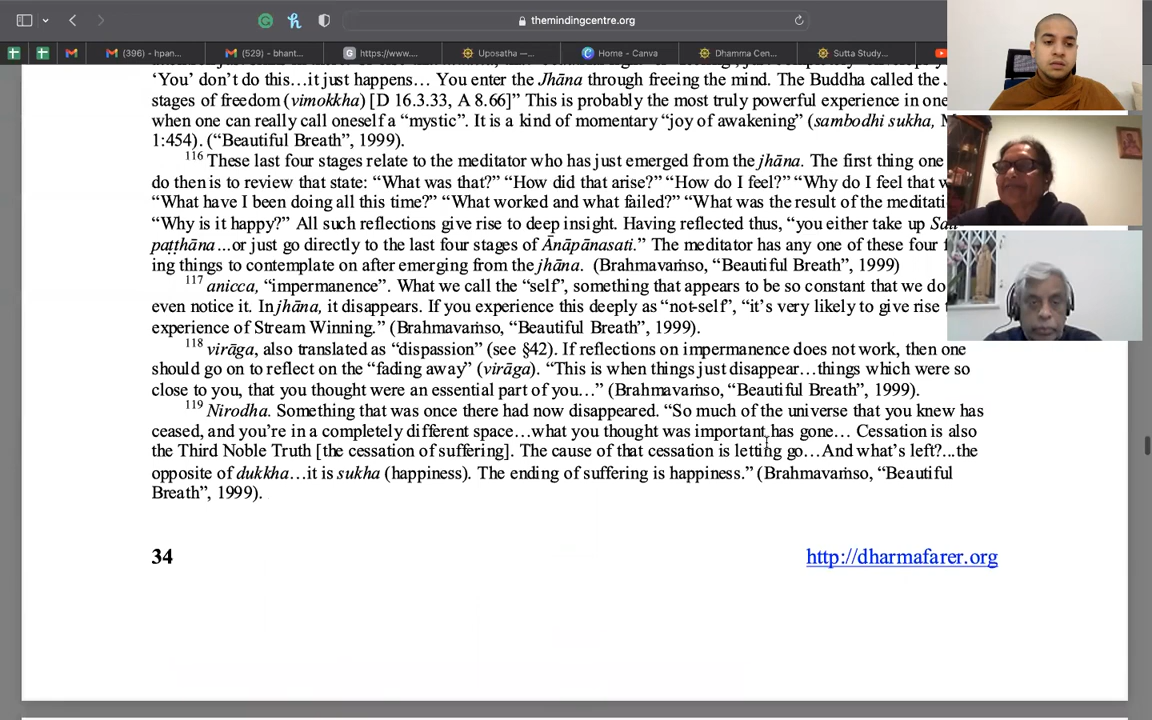 themindingcentre.org
(396) - hpan...
(529) - bhant...
https://www....
Uposatha —...
Home - Canva
Dhamma Cen...
Sutta Study...
‘You’ don’t do this…it just happens… You enter the Jhāna through freeing the mind. The Buddha called the
stages of freedom (vimokkha) [D 16.3.33, A 8.66]” This is probably the most truly powerful experience in one
when one can really call oneself a “mystic”. It is a kind of momentary “joy of awakening” (sambodhi sukha, M
1:454). (“Beautiful Breath”, 1999).
116 These last four stages relate to the meditator who has just emerged from the jhāna. The first thing one
do then is to review that state: “What was that?” “How did that arise?” “How do I feel?” “Why do I feel that
“What have I been doing all this time?” “What worked and what failed?” “What was the result of the
“Why is it happy?” All such reflections give rise to deep insight. Having reflected thus, “you either take up
paṭṭhāna…or just go directly to the last four stages of Ānāpānasati.” The meditator has any one of these four
ing things to contemplate on after emerging from the jhāna. (Brahmavaṁso, “Beautiful Breath”, 1999)
117 anicca, “impermanence”. What we call the “self”, something that appears to be so constant that we do
even notice it. In jhāna, it disappears. If you experience this deeply as “not-self”, “it’s very likely to give rise
experience of Stream Winning.” (Brahmavaṁso, “Beautiful Breath”, 1999).
118 virāga, also translated as “dispassion” (see §42). If reflections on impermanence does not work, then one
should go on to reflect on the “fading away” (virāga). “This is when things just disappear…things which were so
close to you, that you thought were an essential part of you…” (Brahmavaṁso, “Beautiful Breath”, 1999).
119 Nirodha. Something that was once there had now disappeared. “So much of the universe that you knew has
ceased, and you’re in a completely different space…what you thought was important has gone… Cessation is also
the Third Noble Truth [the cessation of suffering]. The cause of that cessation is letting go…And what’s left?...the
opposite of dukkha…it is sukha (happiness). The ending of suffering is happiness.” (Brahmavaṁso, “Beautiful
Breath”, 1999).
34
http://dharmafarer.org